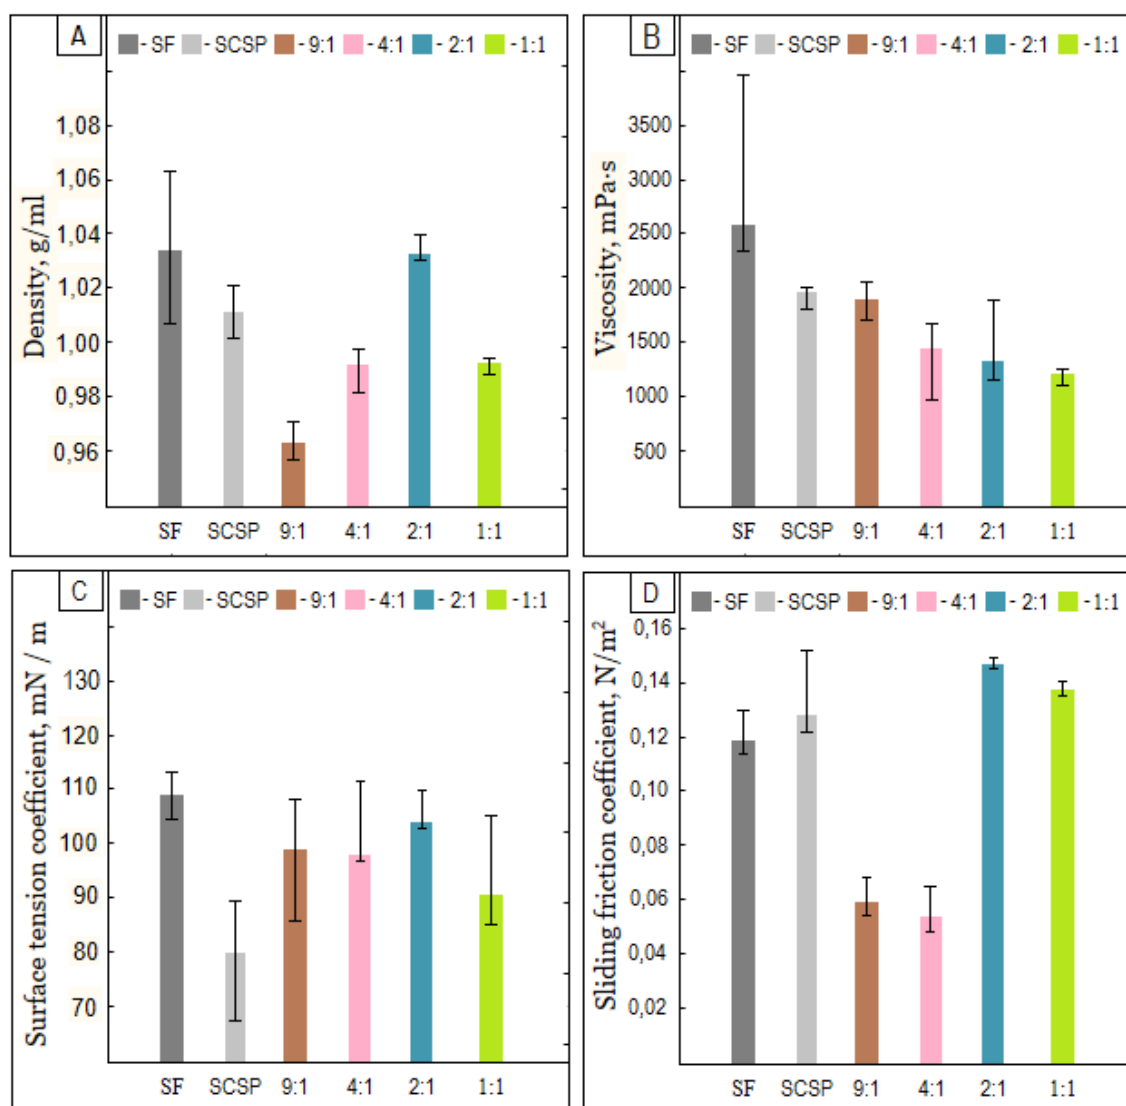 A
- SF - SCSP - 9:1 - 4:1 - 2:1 - 1:1
Density, g/ml
1,08
1,06
1,04
1,02
1,00
0,98
0,96
SF SCSP 9:1 4:1 2:1 1:1
B
- SF - SCSP - 9:1 - 4:1 - 2:1 - 1:1
Viscosity, mPa·s
3500
3000
2500
2000
1500
1000
500
SF SCSP 9:1 4:1 2:1 1:1
C
- SF - SCSP - 9:1 - 4:1 - 2:1 - 1:1
Surface tension coefficient, mN / m
130
120
110
100
90
80
70
SF SCSP 9:1 4:1 2:1 1:1
D
- SF - SCSP - 9:1 - 4:1 - 2:1 - 1:1
Sliding friction coefficient, N/m²
0,16
0,14
0,12
0,10
0,08
0,06
0,04
0,02
SF SCSP 9:1 4:1 2:1 1:1